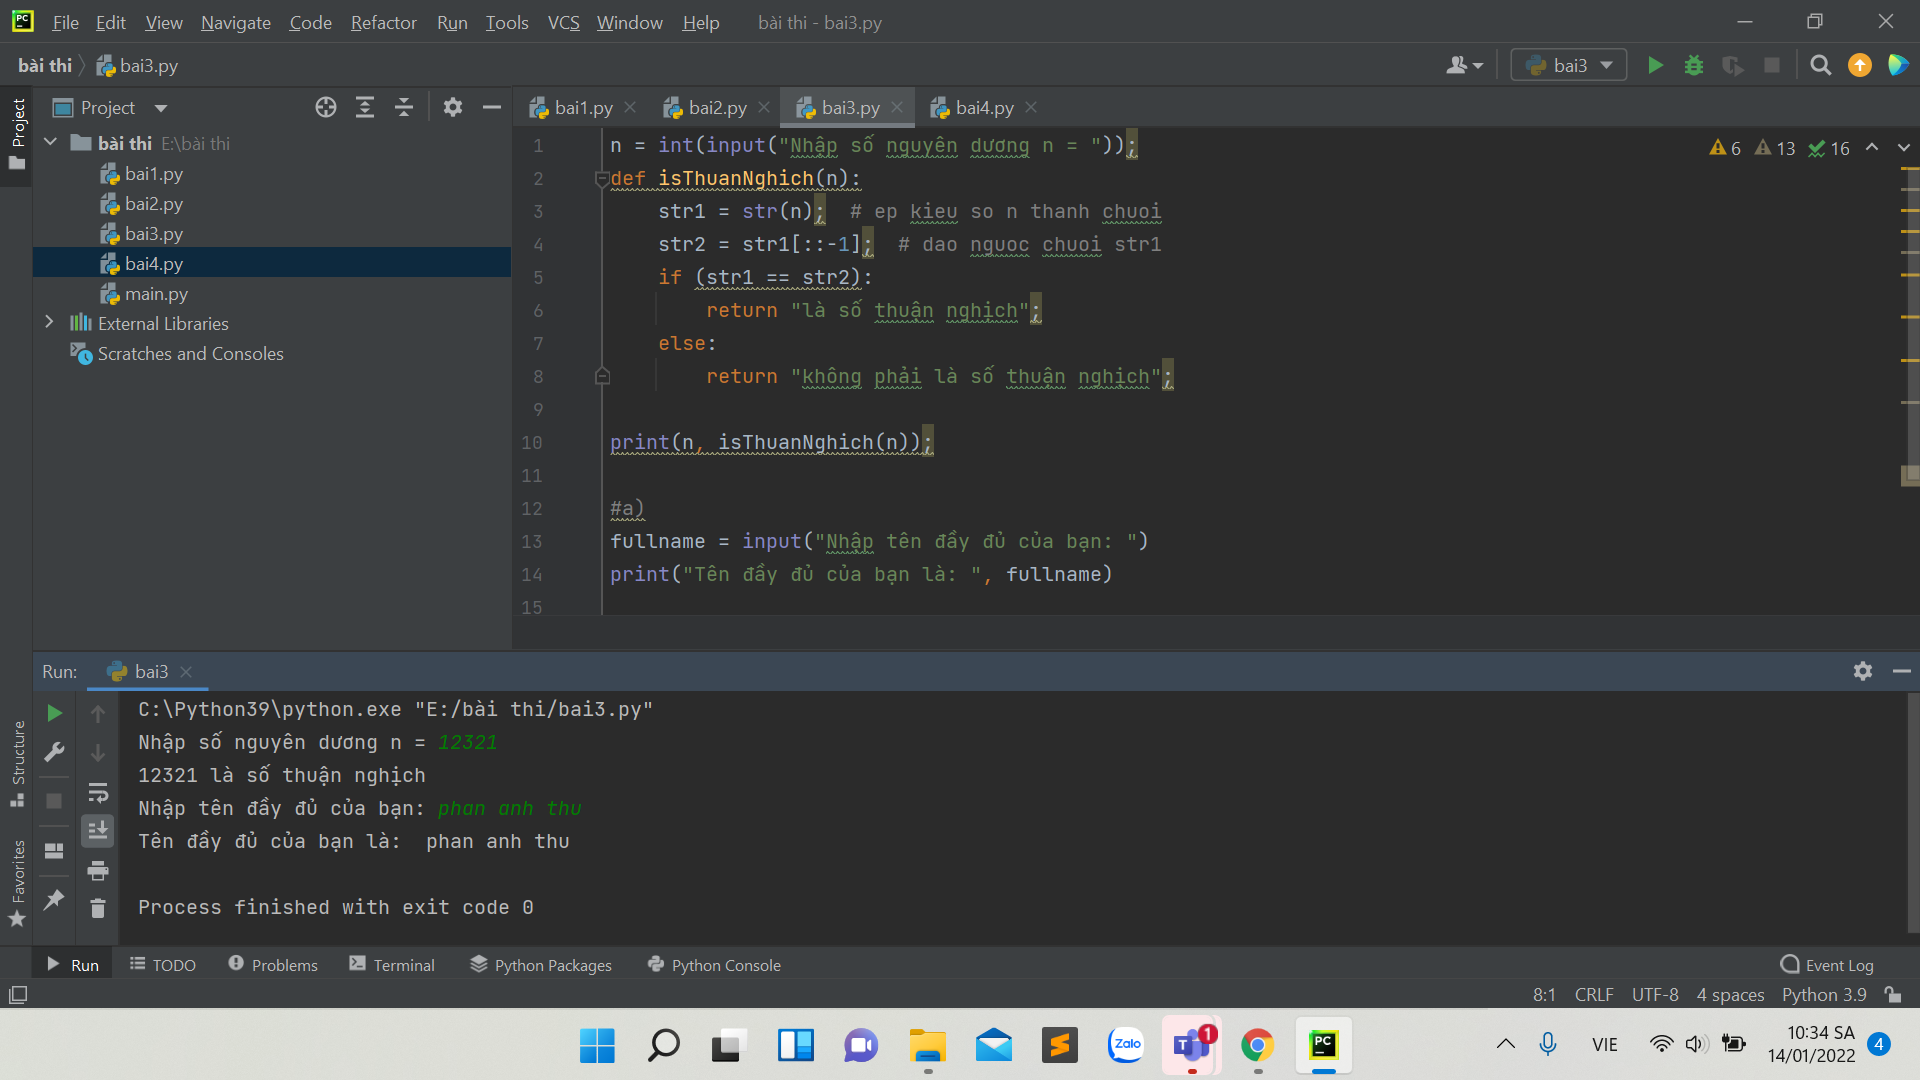 File Edit View Navigate Code Refactor Run Tools VCS Window Help bài thi - bai3.py
bài thi bai3.py bai3
Project
Project
bai1.py bai2.py bai3.py bai4.py
bài thi E:\bài thi
bai1.py
bai2.py
bai3.py
bai4.py
main.py
External Libraries
Scratches and Consoles
6 13 16
1 n = int(input("Nhập số nguyên dương n = "));
2 def isThuanNghich(n):
3 str1 = str(n); # ep kieu so n thanh chuoi
4 str2 = str1[::-1]; # dao nguoc chuoi str1
5 if (str1 == str2):
6 return "là số thuận nghịch";
7 else:
8 return "không phải là số thuận nghịch";
9
10 print(n, isThuanNghich(n));
11
12 #a)
13 fullname = input("Nhập tên đầy đủ của bạn: ")
14 print("Tên đầy đủ của bạn là: ", fullname)
15
Run: bai3
C:\Python39\python.exe "E:/bài thi/bai3.py"
Nhập số nguyên dương n = 12321
12321 là số thuận nghịch
Nhập tên đầy đủ của bạn: phan anh thu
Tên đầy đủ của bạn là:  phan anh thu
Process finished with exit code 0
Structure
Favorites
Run TODO Problems Terminal Python Packages Python Console Event Log
8:1 CRLF UTF-8 4 spaces Python 3.9
Zalo
T
1
PC
VIE
10:34 SA
14/01/2022
4